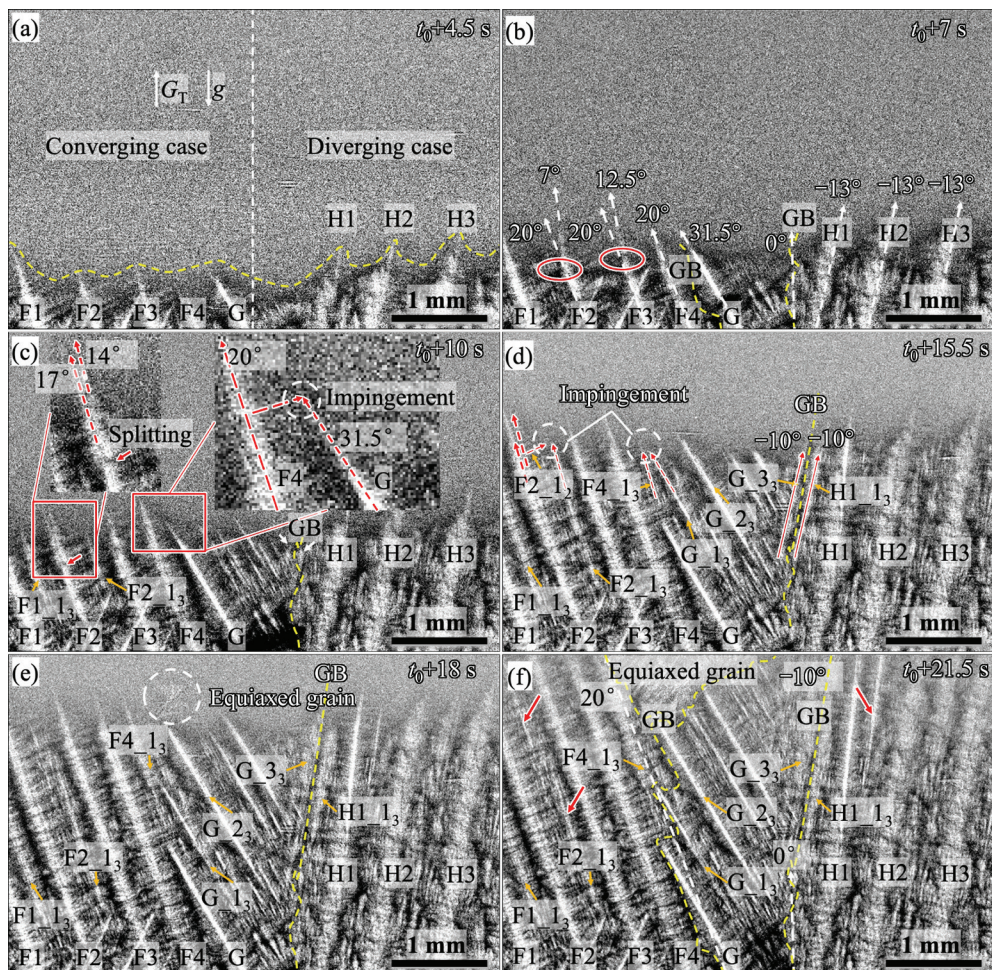 (a)
t₀+4.5 s
G_T g
Converging case
Diverging case
H1 H2 H3
F1 F2 F3 F4 G
1 mm
(b)
t₀+7 s
7°
12.5°
20° 20° 20° 31.5°
GB
0°
−13° −13° −13°
GB
H1 H2 H3
F1 F2 F3 F4 G
1 mm
(c)
t₀+10 s
14°
17°
Splitting
20°
Impingement
31.5°
F4 G
GB
H1 H2 H3
F1_1₃ F2_1₃
F1 F2 F3 F4 G
1 mm
(d)
t₀+15.5 s
Impingement
GB
−10° −10°
F2_1₂ F4_1₃
G_3₃ H1_1₃
G_2₃
G_1₃
H1 H2 H3
F1_1₃ F2_1₃
F1 F2 F3 F4 G
1 mm
(e)
t₀+18 s
GB
Equiaxed grain
F4_1₃
G_3₃
H1_1₃
G_2₃
F2_1₃
G_1₃
H1 H2 H3
F1_1₃
F1 F2 F3 F4 G
1 mm
(f)
t₀+21.5 s
Equiaxed grain
−10°
20°
GB
GB
F4_1₃
G_3₃
H1_1₃
G_2₃
0°
F2_1₃
G_1₃
H1 H2 H3
F1_1₃
F1 F2 F3 F4 G
1 mm